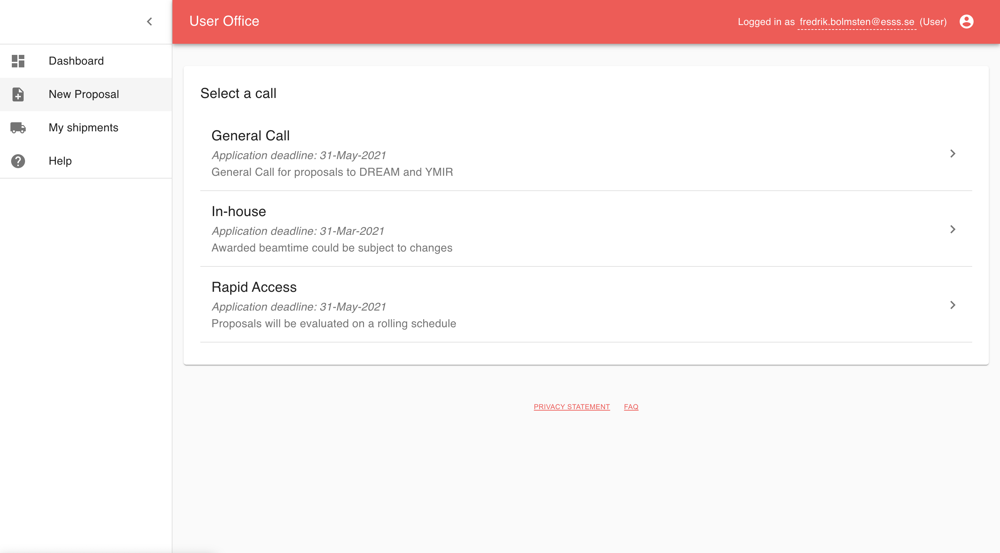 User Office
Logged in as fredrik.bolmsten@esss.se (User)
Dashboard
New Proposal
My shipments
Help
Select a call
General Call
Application deadline: 31-May-2021
General Call for proposals to DREAM and YMIR
In-house
Application deadline: 31-Mar-2021
Awarded beamtime could be subject to changes
Rapid Access
Application deadline: 31-May-2021
Proposals will be evaluated on a rolling schedule
PRIVACY STATEMENT FAQ